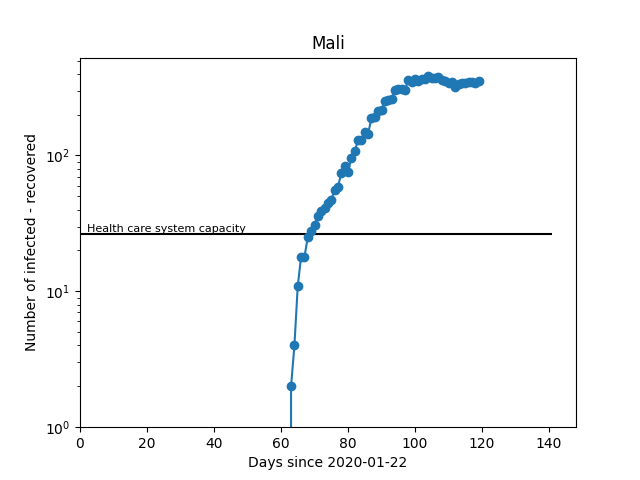 Mali
Number of infected - recovered
10²
10¹
10⁰
Health care system capacity
0 20 40 60 80 100 120 140
Days since 2020-01-22